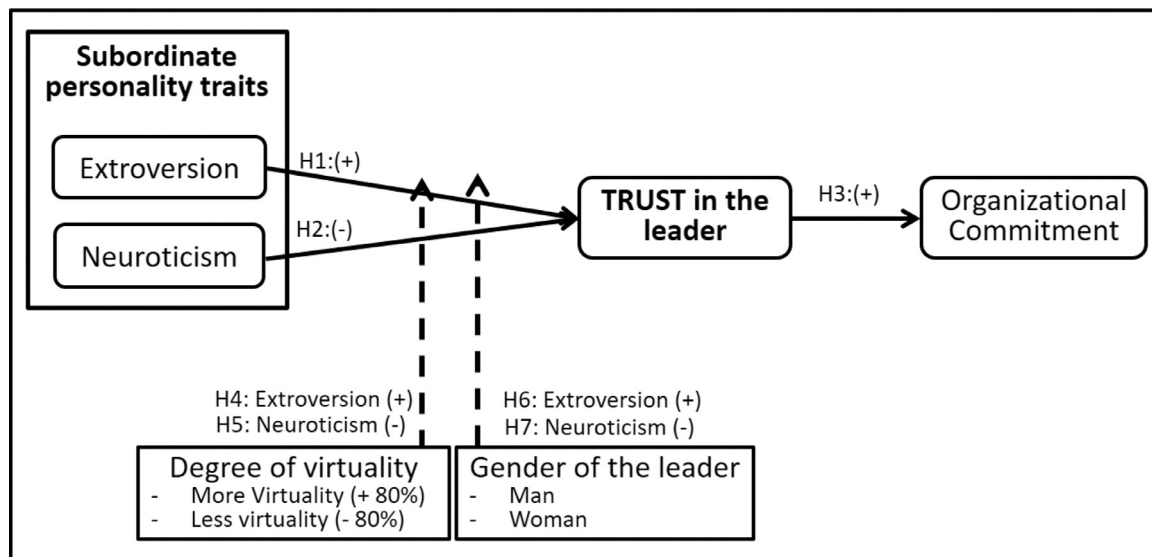 Subordinate
personality traits
Extroversion
H1:(+)
Neuroticism
H2:(-)
TRUST in the
leader
H3:(+)
Organizational
Commitment
H4: Extroversion (+)
H5: Neuroticism (-)
H6: Extroversion (+)
H7: Neuroticism (-)
Degree of virtuality
- More Virtuality (+ 80%)
- Less virtuality (- 80%)
Gender of the leader
- Man
- Woman